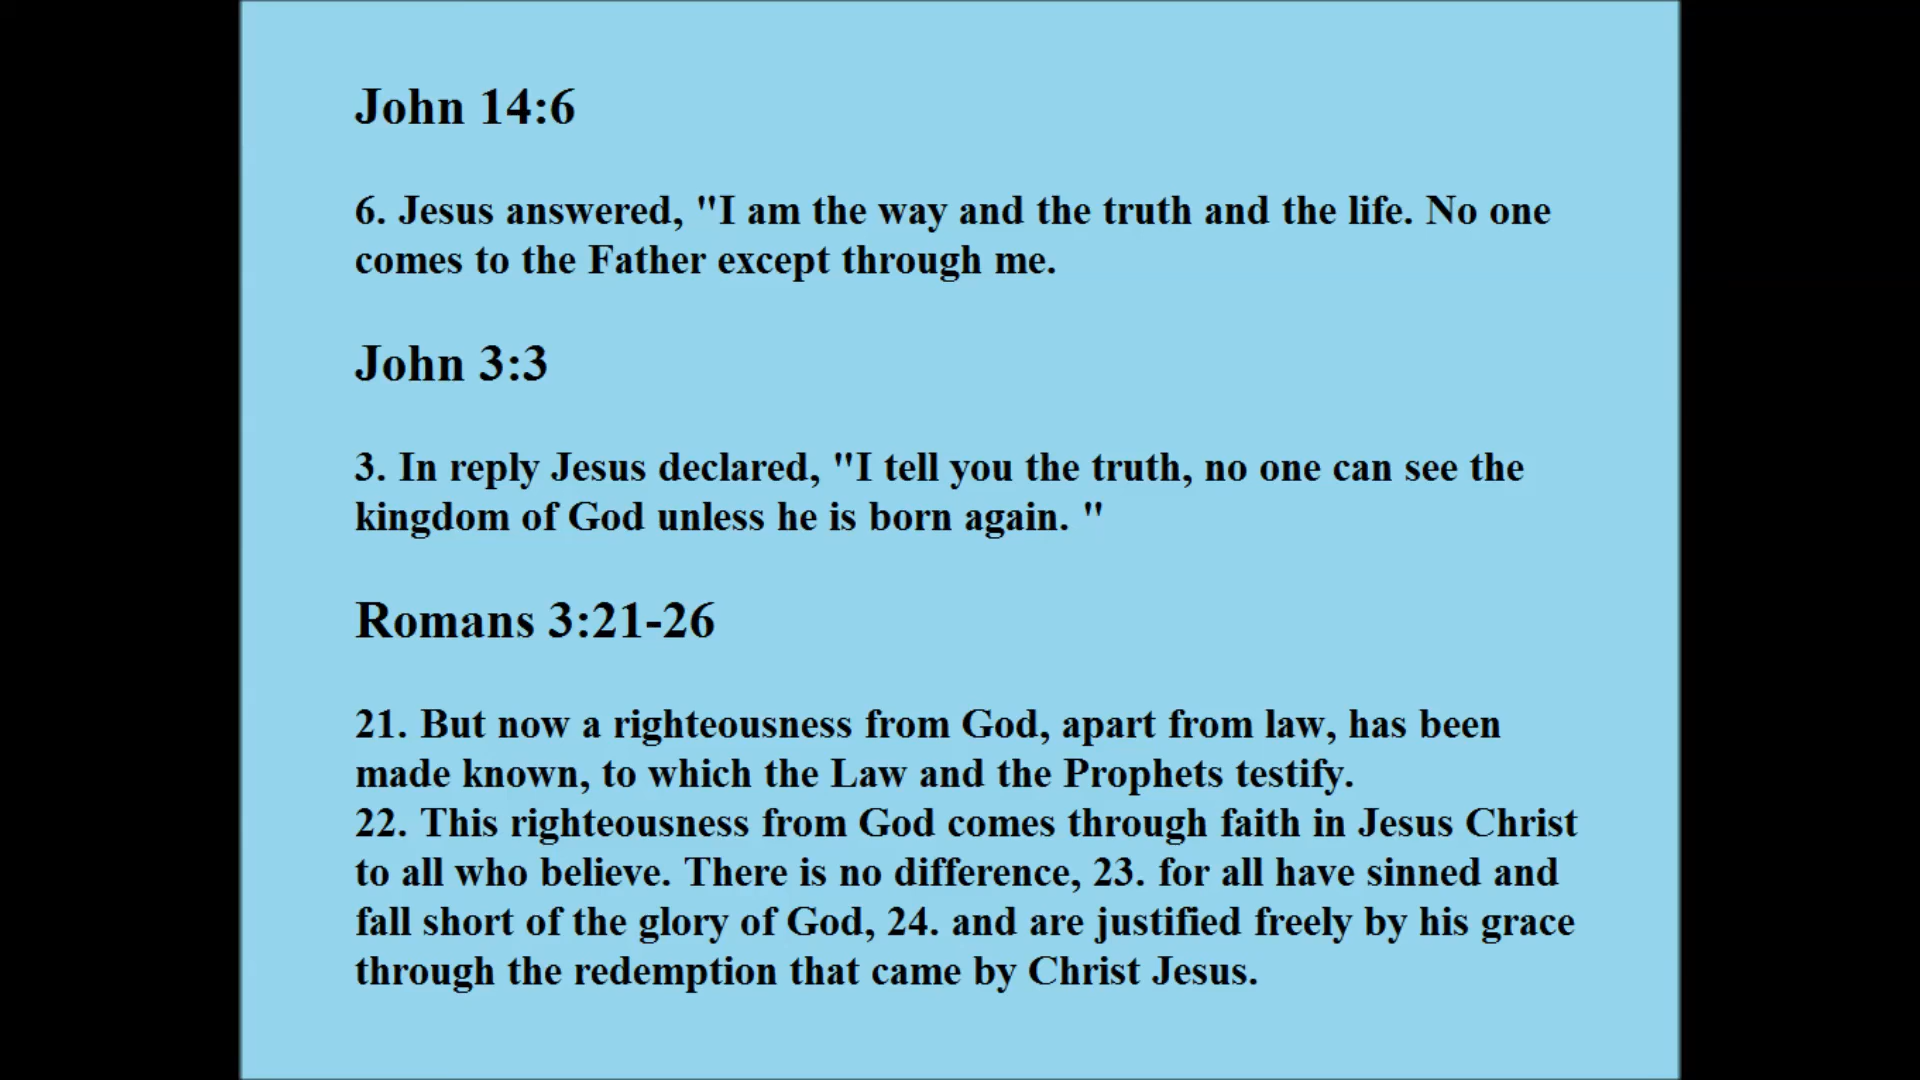 John 14:6
6. Jesus answered, "I am the way and the truth and the life. No one
comes to the Father except through me.
John 3:3
3. In reply Jesus declared, "I tell you the truth, no one can see the
kingdom of God unless he is born again. "
Romans 3:21-26
21. But now a righteousness from God, apart from law, has been
made known, to which the Law and the Prophets testify.
22. This righteousness from God comes through faith in Jesus Christ
to all who believe. There is no difference, 23. for all have sinned and
fall short of the glory of God, 24. and are justified freely by his grace
through the redemption that came by Christ Jesus.